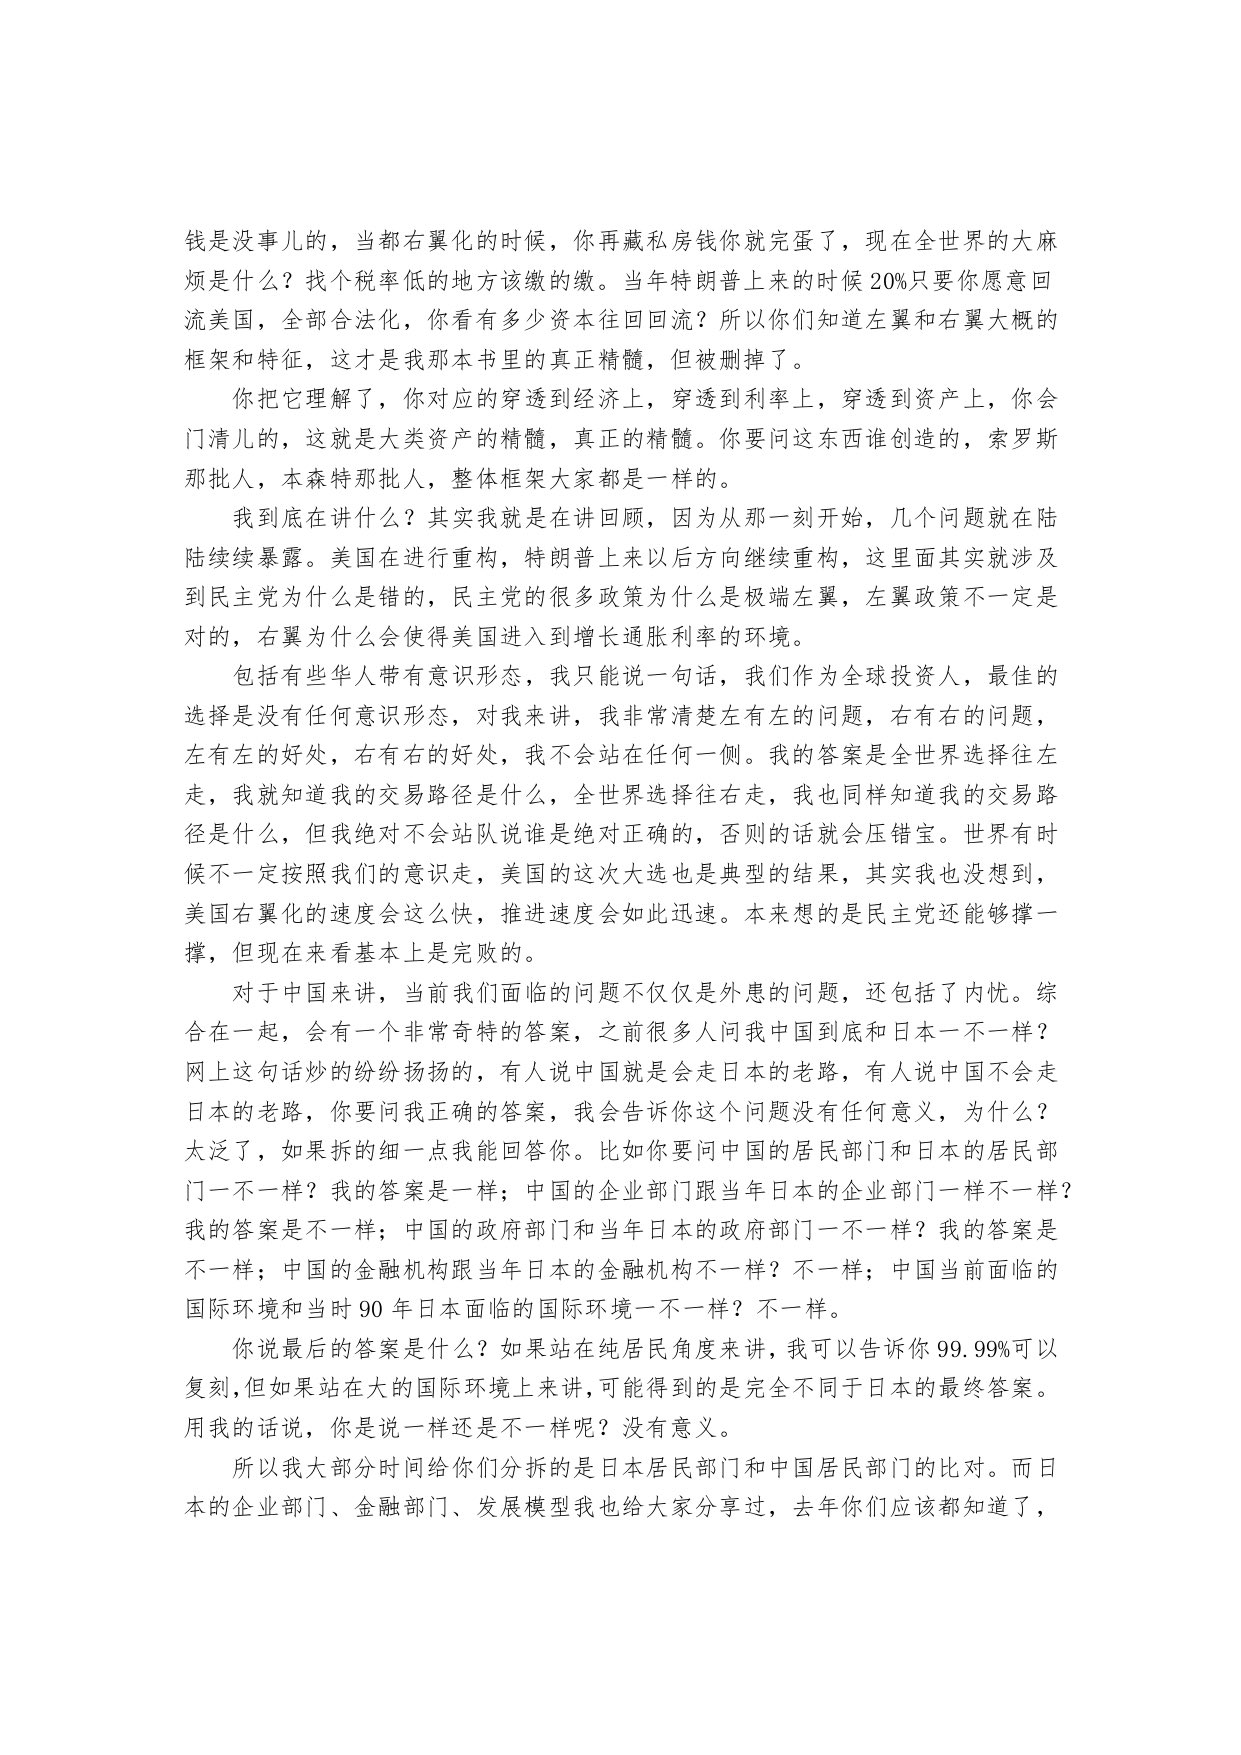 钱是没事儿的，当都右翼化的时候，你再藏私房钱你就完蛋了，现在全世界的大麻
烦是什么？找个税率低的地方该缴的缴。当年特朗普上来的时候 20%只要你愿意回
流美国，全部合法化，你看有多少资本往回回流？所以你们知道左翼和右翼大概的
框架和特征，这才是我那本书里的真正精髓，但被删掉了。
你把它理解了，你对应的穿透到经济上，穿透到利率上，穿透到资产上，你会
门清儿的，这就是大类资产的精髓，真正的精髓。你要问这东西谁创造的，索罗斯
那批人，本森特那批人，整体框架大家都是一样的。
我到底在讲什么？其实我就是在讲回顾，因为从那一刻开始，几个问题就在陆
陆续续暴露。美国在进行重构，特朗普上来以后方向继续重构，这里面其实就涉及
到民主党为什么是错的，民主党的很多政策为什么是极端左翼，左翼政策不一定是
对的，右翼为什么会使得美国进入到增长通胀利率的环境。
包括有些华人带有意识形态，我只能说一句话，我们作为全球投资人，最佳的
选择是没有任何意识形态，对我来讲，我非常清楚左有左的问题，右有右的问题，
左有左的好处，右有右的好处，我不会站在任何一侧。我的答案是全世界选择往左
走，我就知道我的交易路径是什么，全世界选择往右走，我也同样知道我的交易路
径是什么，但我绝对不会站队说谁是绝对正确的，否则的话就会压错宝。世界有时
候不一定按照我们的意识走，美国的这次大选也是典型的结果，其实我也没想到，
美国右翼化的速度会这么快，推进速度会如此迅速。本来想的是民主党还能够撑一
撑，但现在来看基本上是完败的。
对于中国来讲，当前我们面临的问题不仅仅是外患的问题，还包括了内忧。综
合在一起，会有一个非常奇特的答案，之前很多人问我中国到底和日本一不一样？
网上这句话炒的纷纷扬扬的，有人说中国就是会走日本的老路，有人说中国不会走
日本的老路，你要问我正确的答案，我会告诉你这个问题没有任何意义，为什么？
太泛了，如果拆的细一点我能回答你。比如你要问中国的居民部门和日本的居民部
门一不一样？我的答案是一样；中国的企业部门跟当年日本的企业部门一样不一样？
我的答案是不一样；中国的政府部门和当年日本的政府部门一不一样？我的答案是
不一样；中国的金融机构跟当年日本的金融机构不一样？不一样；中国当前面临的
国际环境和当时 90 年日本面临的国际环境一不一样？不一样。
你说最后的答案是什么？如果站在纯居民角度来讲，我可以告诉你 99.99%可以
复刻，但如果站在大的国际环境上来讲，可能得到的是完全不同于日本的最终答案。
用我的话说，你是说一样还是不一样呢？没有意义。
所以我大部分时间给你们分拆的是日本居民部门和中国居民部门的比对。而日
本的企业部门、金融部门、发展模型我也给大家分享过，去年你们应该都知道了，